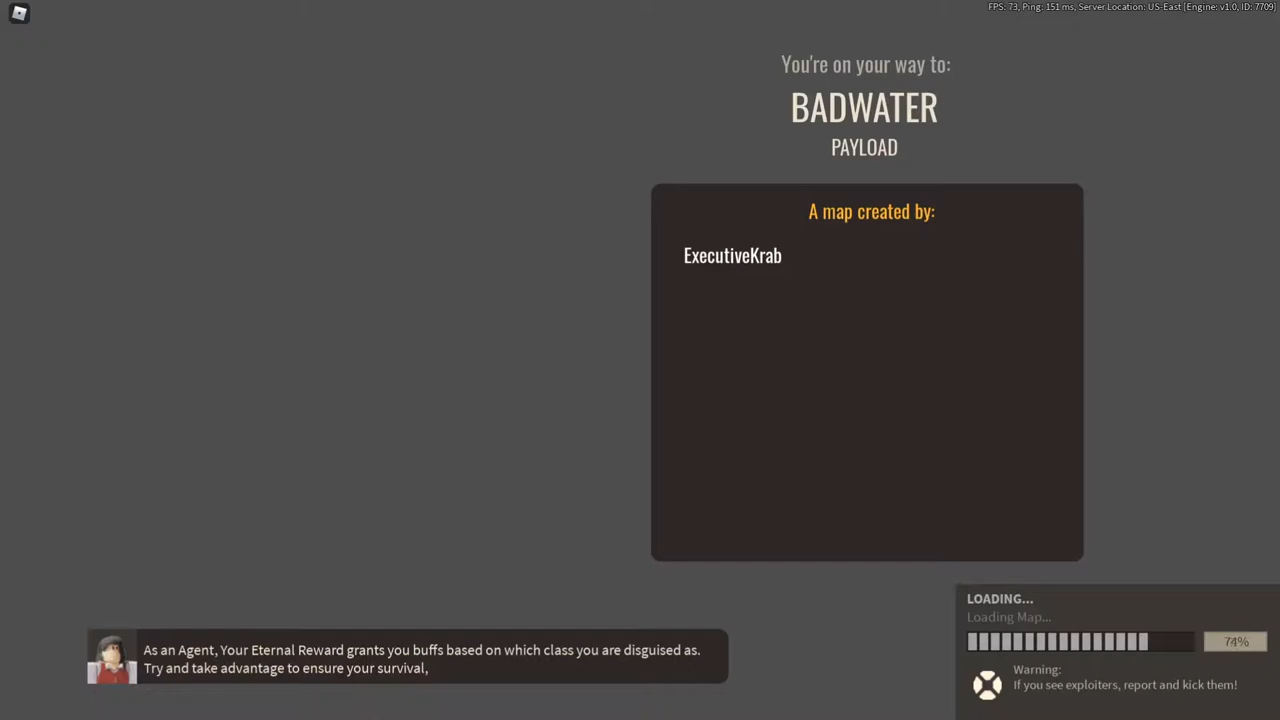 FPS: 73, Ping: 151 ms, Server Location: US-East [Engine: v1.0, ID: 7709]
You're on your way to:
BADWATER
PAYLOAD
A map created by:
ExecutiveKrab
As an Agent, Your Eternal Reward grants you buffs based on which class you are disguised as.
Try and take advantage to ensure your survival,
LOADING...
Loading Map...
74%
Warning:
If you see exploiters, report and kick them!